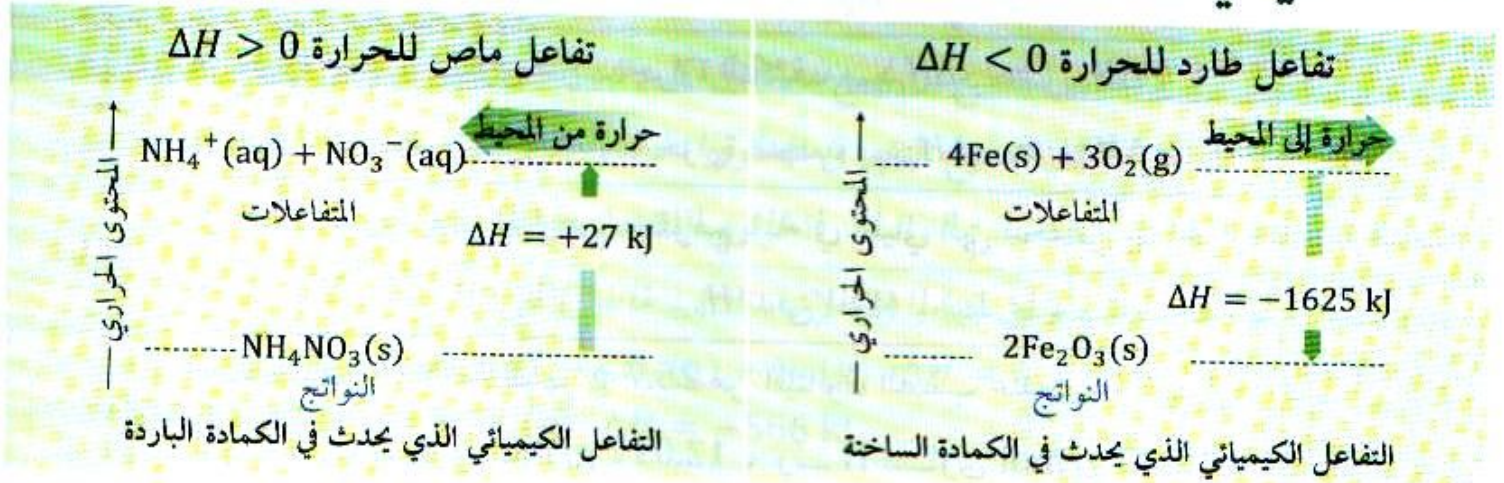 تفاعل طارد للحرارة ΔH < 0
حرارة إلى المحيط
4Fe(s) + 3O₂(g)
المتفاعلات
المحتوى الحراري
ΔH = −1625 kJ
2Fe₂O₃(s)
النواتج
التفاعل الكيميائي الذي يحدث في الكمادة الساخنة
تفاعل ماص للحرارة ΔH > 0
حرارة من المحيط
NH₄⁺(aq) + NO₃⁻(aq)
المتفاعلات
المحتوى الحراري
ΔH = +27 kJ
NH₄NO₃(s)
النواتج
التفاعل الكيميائي الذي يحدث في الكمادة الباردة